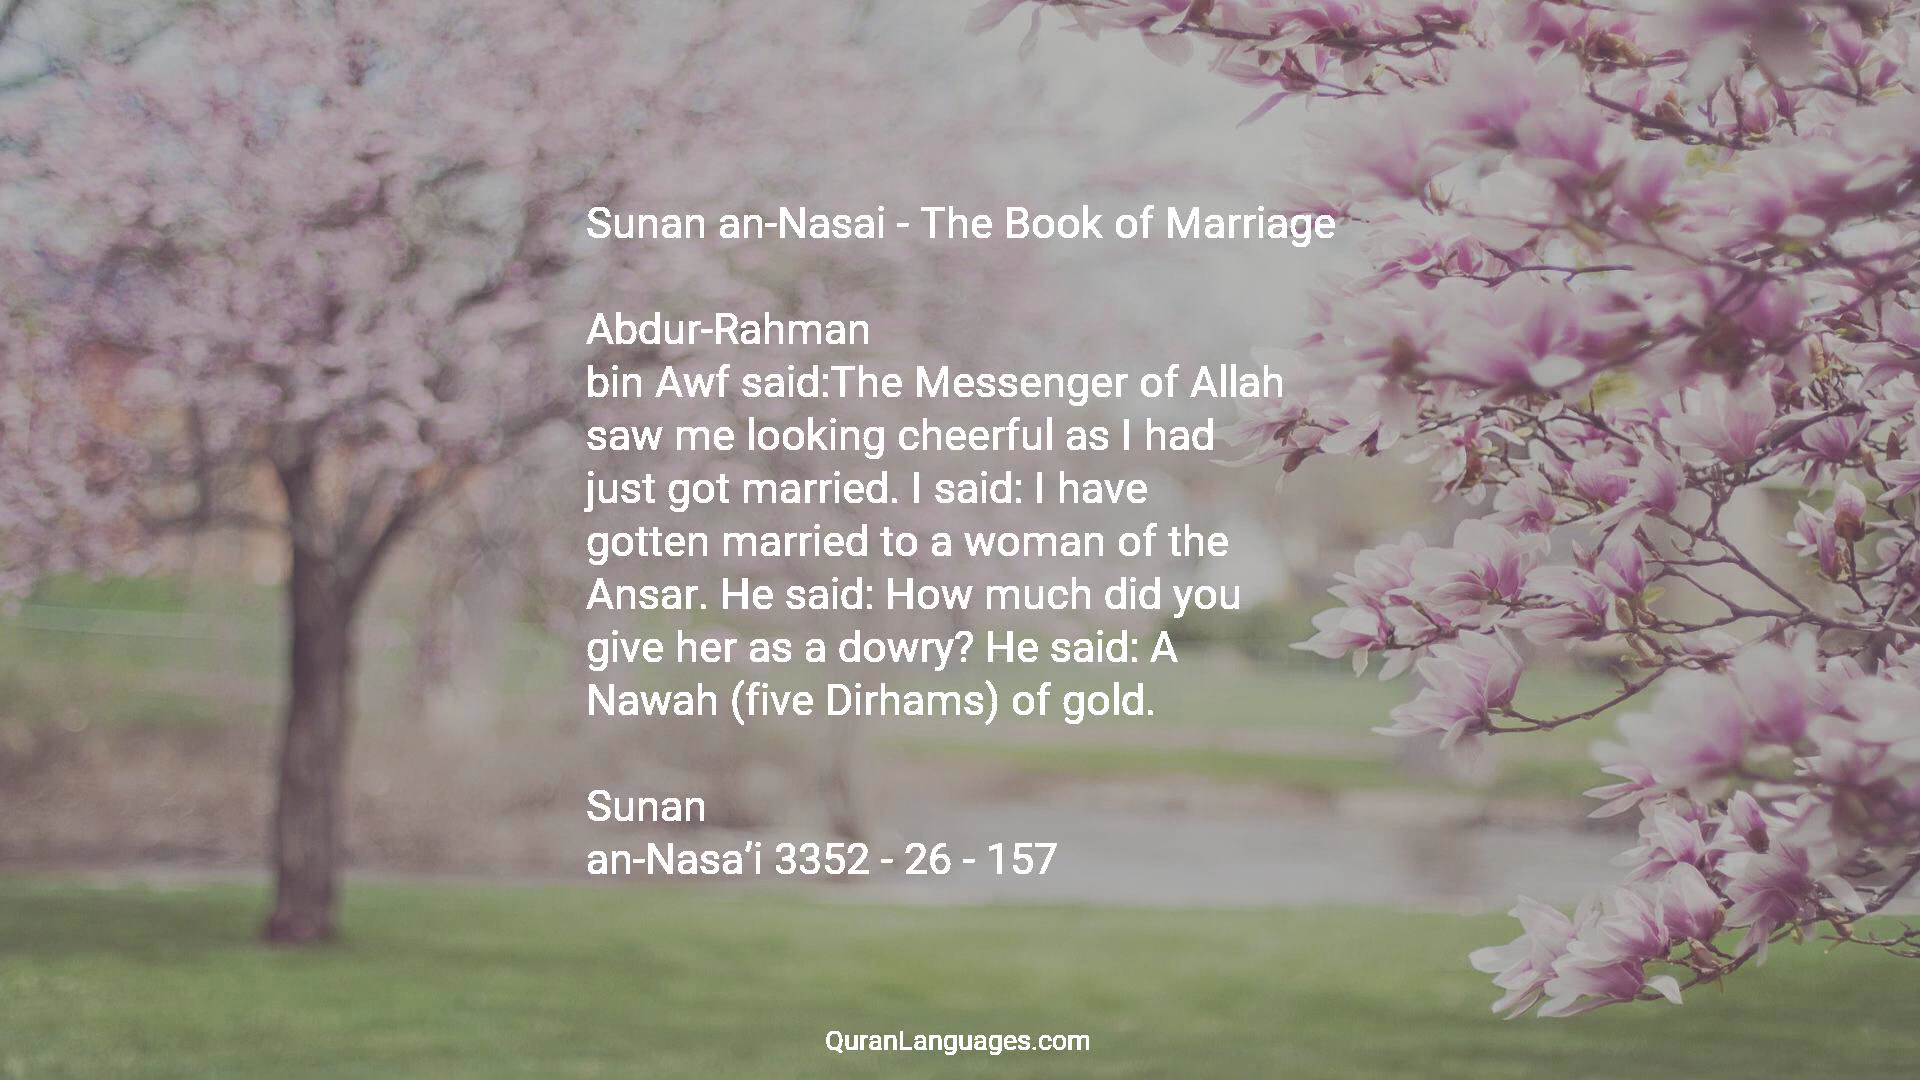 Sunan an-Nasai - The Book of Marriage
Abdur-Rahman
bin Awf said:The Messenger of Allah
saw me looking cheerful as I had
just got married. I said: I have
gotten married to a woman of the
Ansar. He said: How much did you
give her as a dowry? He said: A
Nawah (five Dirhams) of gold.
Sunan
an-Nasa’i 3352 - 26 - 157
QuranLanguages.com